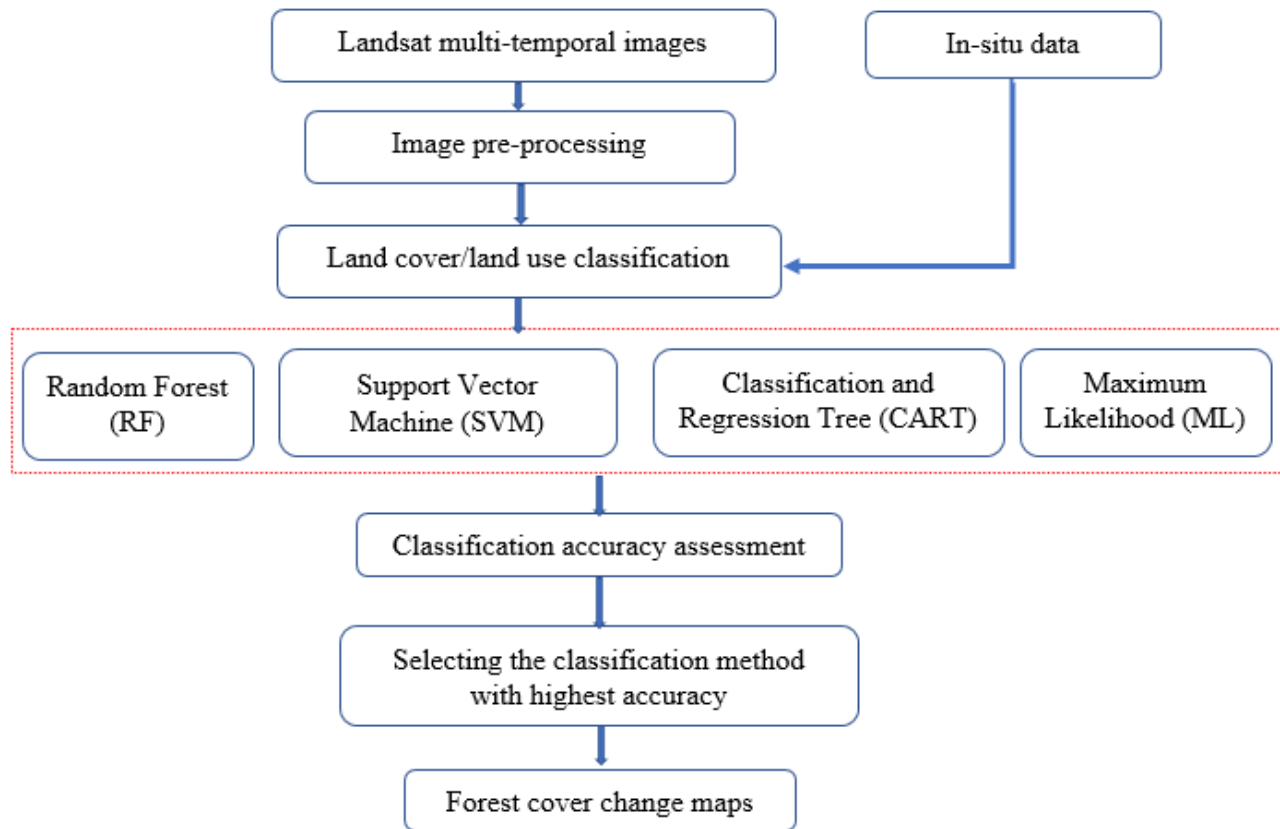 Landsat multi-temporal images
In-situ data
Image pre-processing
Land cover/land use classification
Random Forest
(RF)
Support Vector
Machine (SVM)
Classification and
Regression Tree (CART)
Maximum
Likelihood (ML)
Classification accuracy assessment
Selecting the classification method
with highest accuracy
Forest cover change maps